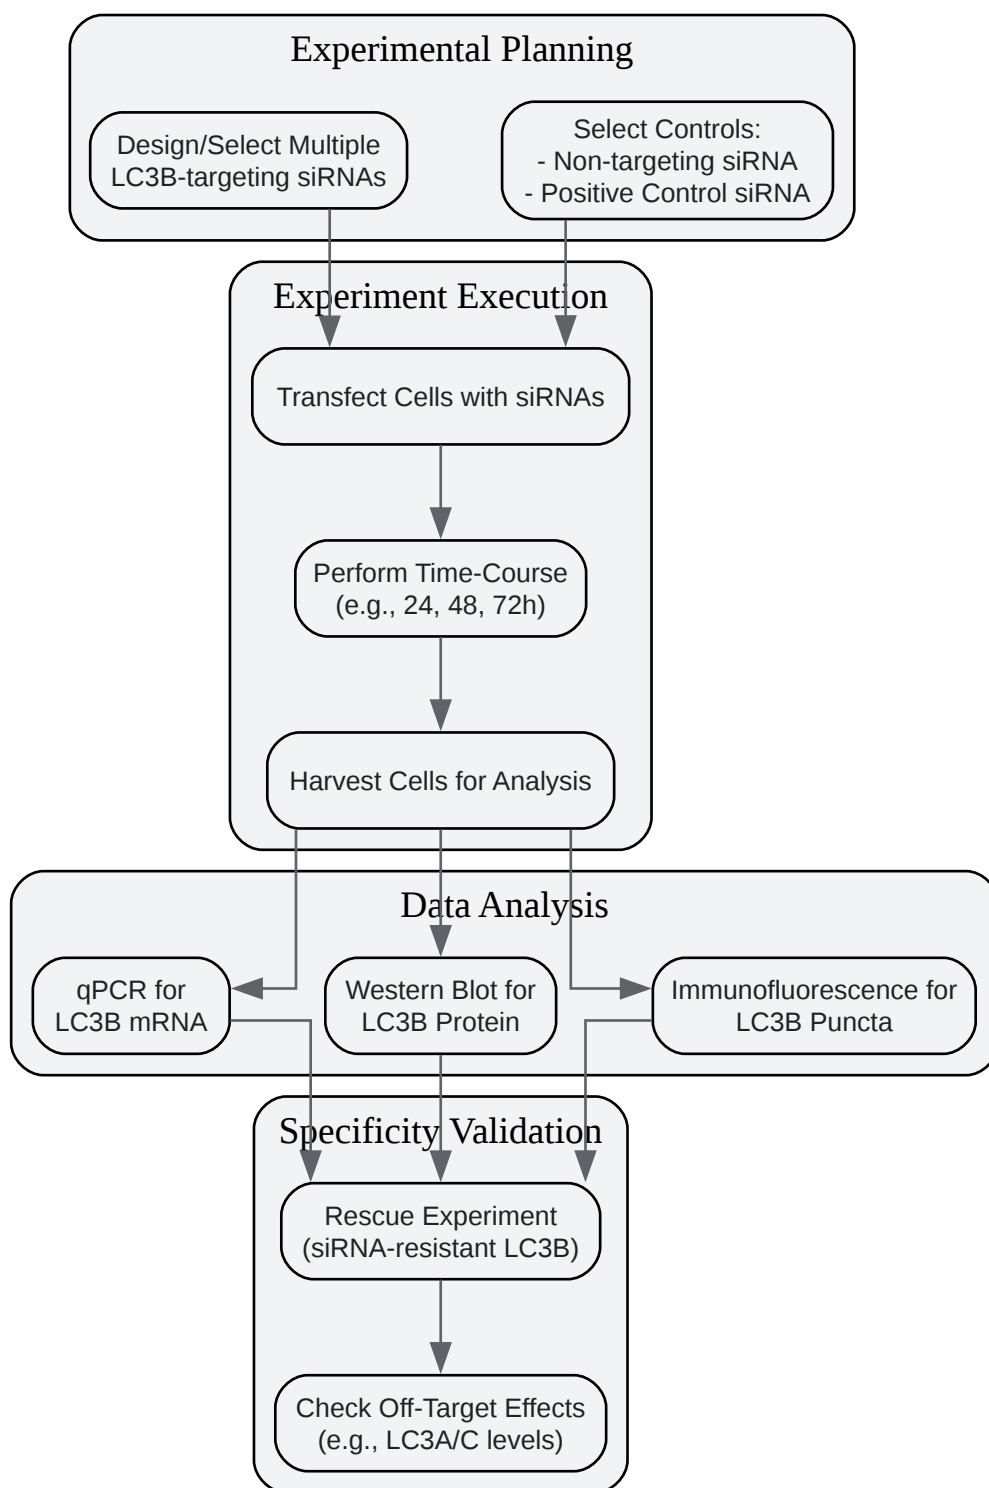 Experimental Planning
Design/Select Multiple
LC3B-targeting siRNAs
Select Controls:
- Non-targeting siRNA
- Positive Control siRNA
Experiment Execution
Transfect Cells with siRNAs
Perform Time-Course
(e.g., 24, 48, 72h)
Harvest Cells for Analysis
Data Analysis
qPCR for
LC3B mRNA
Western Blot for
LC3B Protein
Immunofluorescence for
LC3B Puncta
Specificity Validation
Rescue Experiment
(siRNA-resistant LC3B)
Check Off-Target Effects
(e.g., LC3A/C levels)